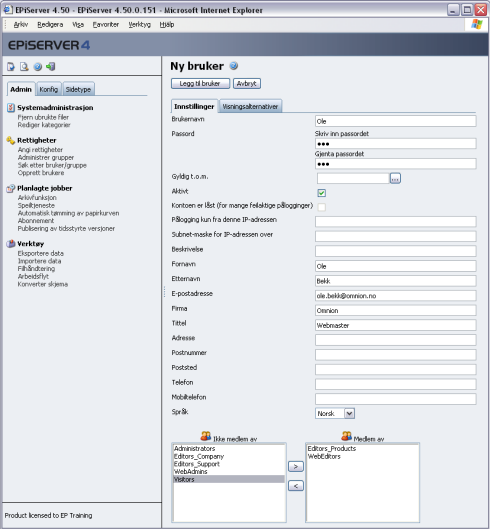 EPiServer 4.50 - EPiServer 4.50.0.151 - Microsoft Internet Explorer
Arkiv Redigera Visa Favoriter Verktyg Hjälp
EPiSERVER 4
Admin Konfig Sidetype
Systemadministrasjon
Fjern ubrukte filer
Rediger kategorier
Rettigheter
Angi rettigheter
Administrer grupper
Søk etter bruker/gruppe
Opprett brukere
Planlagte jobber
Arkivfunksjon
Speiltjeneste
Automatisk tømming av papirkurven
Abonnement
Publisering av tidsstyrte versjoner
Verktøy
Eksportere data
Importere data
Filhåndtering
Arbeidsflyt
Konverter skjema
Product licensed to EP Training
Ny bruker
Legg til bruker Avbryt
Innstillinger Visningsalternativer
Brukernavn Ole
Passord Skriv inn passordet
•••
Gjenta passordet
•••
Gyldig t.o.m. ...
Aktivt
Kontoen er låst (for mange feilaktige pålogginger)
Pålogging kun fra denne IP-adressen
Subnet-maske for IP-adressen over
Beskrivelse
Fornavn Ole
Etternavn Bekk
E-postadresse ole.bekk@omnion.no
Firma Omnion
Tittel Webmaster
Adresse
Postnummer
Poststed
Telefon
Mobiltelefon
Språk Norsk
Ikke medlem av
Administrators
Editors_Company
Editors_Support
WebAdmins
Visitors
>
<
Medlem av
Editors_Products
WebEditors